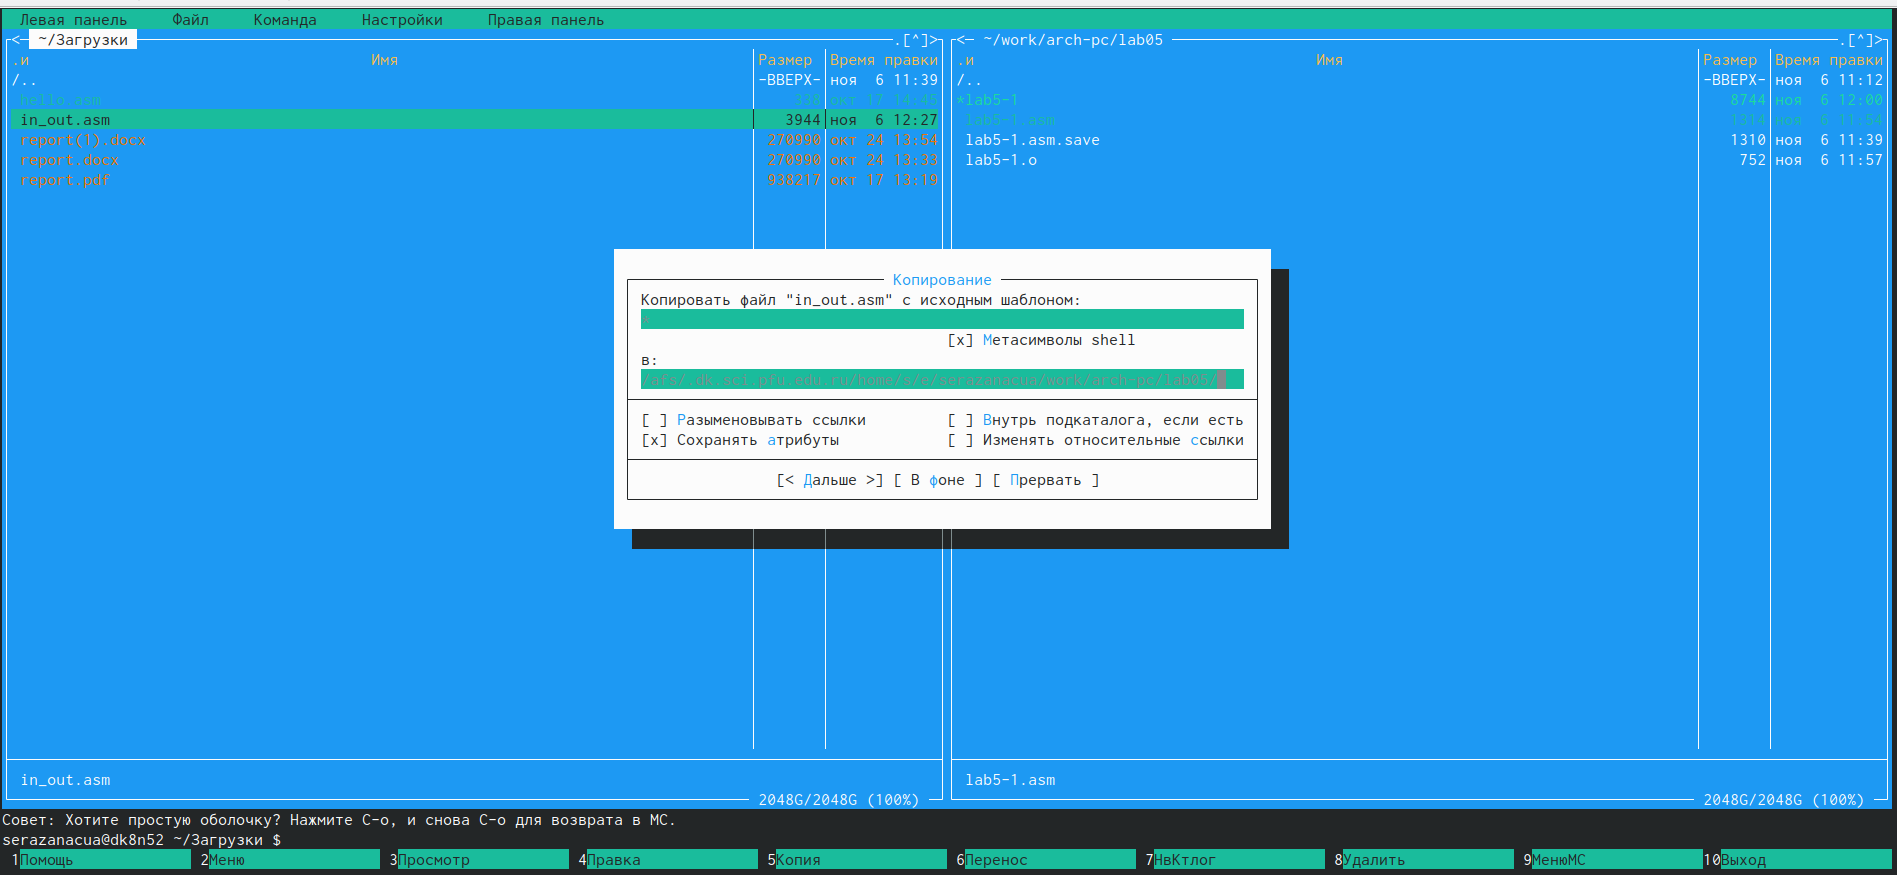 Левая панель Файл Команда Настройки Правая панель
<─ ~/Загрузки .[^]>
.и Имя Размер Время правки
/.. -ВВЕРХ- ноя 6 11:39
hello.asm 338 окт 17 14:45
in_out.asm 3944 ноя 6 12:27
report(1).docx 270990 окт 24 13:54
report.docx 270990 окт 24 13:33
report.pdf 938217 окт 17 13:19
in_out.asm
2048G/2048G (100%)
<─ ~/work/arch-pc/lab05 .[^]>
.и Имя Размер Время правки
/.. -ВВЕРХ- ноя 6 11:12
*lab5-1 8744 ноя 6 12:00
lab5-1.asm 1314 ноя 6 11:54
lab5-1.asm.save 1310 ноя 6 11:39
lab5-1.o 752 ноя 6 11:57
lab5-1.asm
2048G/2048G (100%)
Копирование
Копировать файл "in_out.asm" с исходным шаблоном:
[x] Метасимволы shell
в:
/afs/.dk.sci.pfu.edu.ru/home/s/e/serazanacua/work/arch-pc/lab05/
[ ] Разыменовывать ссылки [ ] Внутрь подкаталога, если есть
[x] Сохранять атрибуты [ ] Изменять относительные ссылки
[< Дальше >] [ В фоне ] [ Прервать ]
Совет: Хотите простую оболочку? Нажмите C-o, и снова C-o для возврата в MC.
serazanacua@dk8n52 ~/Загрузки $
1Помощь 2Меню 3Просмотр 4Правка 5Копия 6Перенос 7НвКтлог 8Удалить 9МенюMC 10Выход